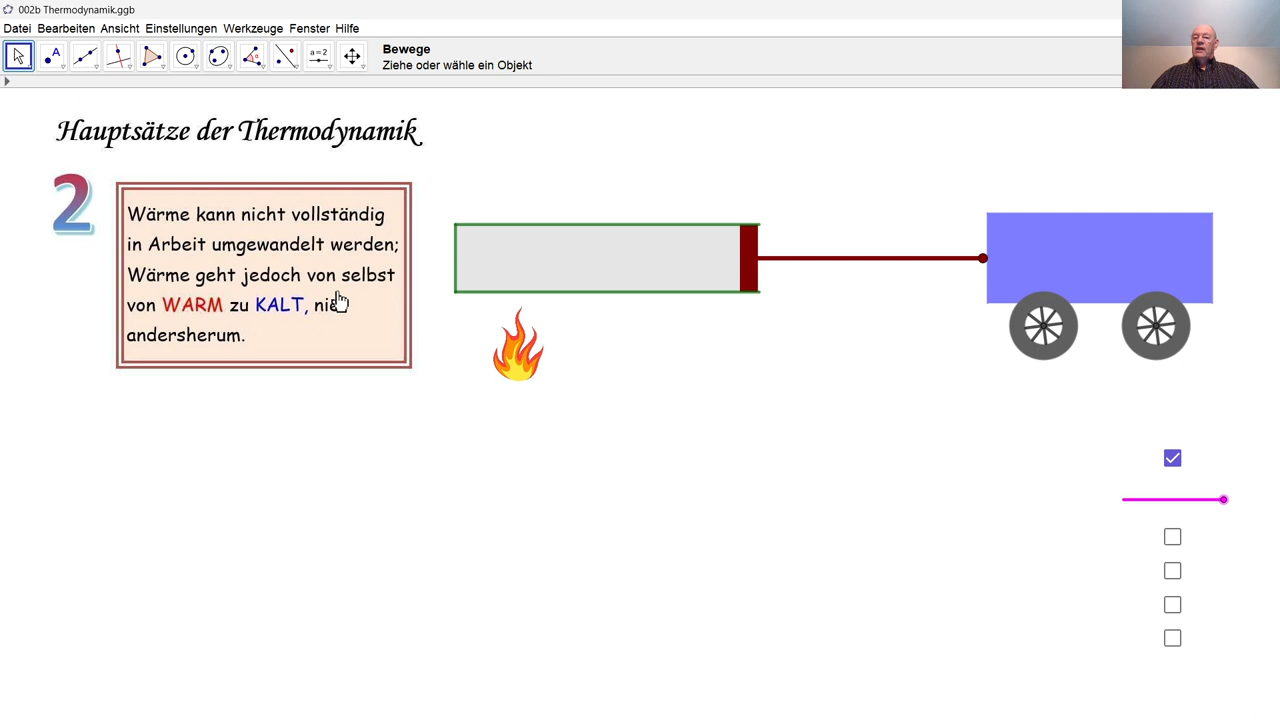 002b Thermodynamik.ggb
Datei Bearbeiten Ansicht Einstellungen Werkzeuge Fenster Hilfe
A
a=2
Bewege
Ziehe oder wähle ein Objekt
Hauptsätze der Thermodynamik
2
Wärme kann nicht vollständig
in Arbeit umgewandelt werden;
Wärme geht jedoch von selbst
von WARM zu KALT, nie
andersherum.